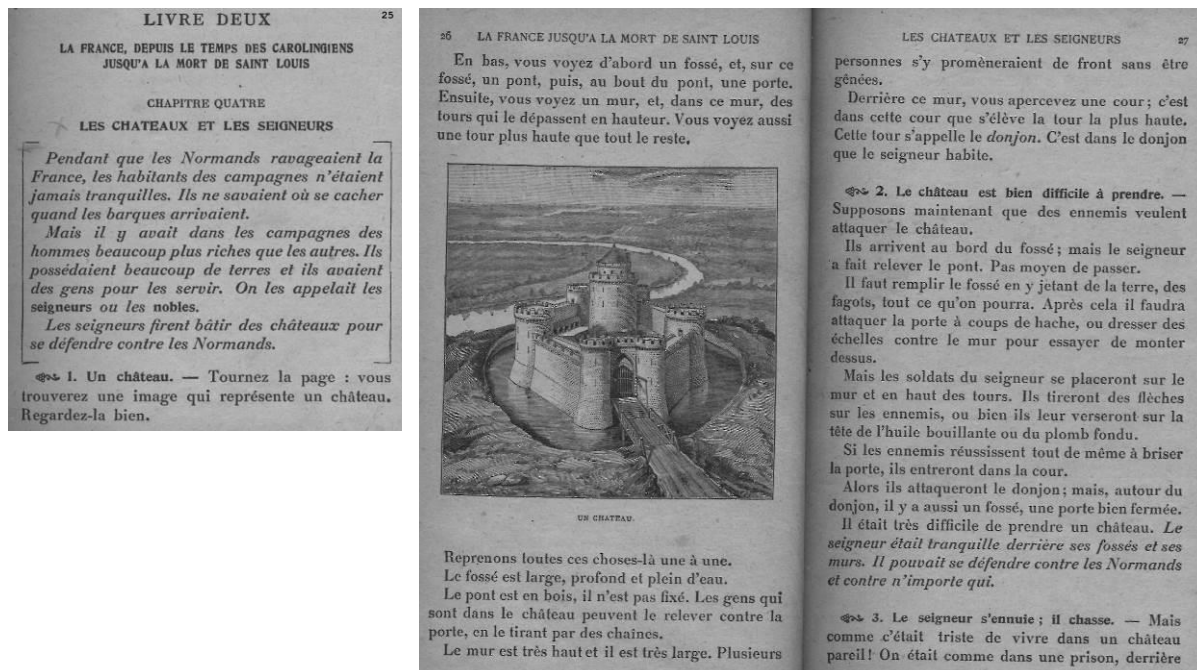 LIVRE DEUX
25
LA FRANCE, DEPUIS LE TEMPS DES CAROLINGIENS
JUSQU'A LA MORT DE SAINT LOUIS
CHAPITRE QUATRE
LES CHATEAUX ET LES SEIGNEURS
Pendant que les Normands ravageaient la
France, les habitants des campagnes n'étaient
jamais tranquilles. Ils ne savaient où se cacher
quand les barques arrivaient.
Mais il y avait dans les campagnes des
hommes beaucoup plus riches que les autres. Ils
possédaient beaucoup de terres et ils avaient
des gens pour les servir. On les appelait les
seigneurs ou les nobles.
Les seigneurs firent bâtir des châteaux pour
se défendre contre les Normands.
1. Un château. — Tournez la page : vous
trouverez une image qui représente un château.
Regardez-la bien.
26 LA FRANCE JUSQU'A LA MORT DE SAINT LOUIS
En bas, vous voyez d'abord un fossé, et, sur ce
fossé, un pont, puis, au bout du pont, une porte.
Ensuite, vous voyez un mur, et, dans ce mur, des
tours qui le dépassent en hauteur. Vous voyez aussi
une tour plus haute que tout le reste.
UN CHATEAU.
Reprenons toutes ces choses-là une à une.
Le fossé est large, profond et plein d'eau.
Le pont est en bois, il n'est pas fixé. Les gens qui
sont dans le château peuvent le relever contre la
porte, en le tirant par des chaînes.
Le mur est très haut et il est très large. Plusieurs
LES CHATEAUX ET LES SEIGNEURS 27
personnes s'y promèneraient de front sans être
gênées.
Derrière ce mur, vous apercevez une cour ; c'est
dans cette cour que s'élève la tour la plus haute.
Cette tour s'appelle le donjon. C'est dans le donjon
que le seigneur habite.
2. Le château est bien difficile à prendre. —
Supposons maintenant que des ennemis veulent
attaquer le château.
Ils arrivent au bord du fossé ; mais le seigneur
a fait relever le pont. Pas moyen de passer.
Il faut remplir le fossé en y jetant de la terre, des
fagots, tout ce qu'on pourra. Après cela il faudra
attaquer la porte à coups de hache, ou dresser des
échelles contre le mur pour essayer de monter
dessus.
Mais les soldats du seigneur se placeront sur le
mur et en haut des tours. Ils tireront des flèches
sur les ennemis, ou bien ils leur verseront sur la
tête de l'huile bouillante ou du plomb fondu.
Si les ennemis réussissent tout de même à briser
la porte, ils entreront dans la cour.
Alors ils attaqueront le donjon ; mais, autour du
donjon, il y a aussi un fossé, une porte bien fermée.
Il était très difficile de prendre un château. Le
seigneur était tranquille derrière ses fossés et ses
murs. Il pouvait se défendre contre les Normands
et contre n'importe qui.
3. Le seigneur s'ennuie ; il chasse. — Mais
comme c'était triste de vivre dans un château
pareil! On était comme dans une prison, derrière